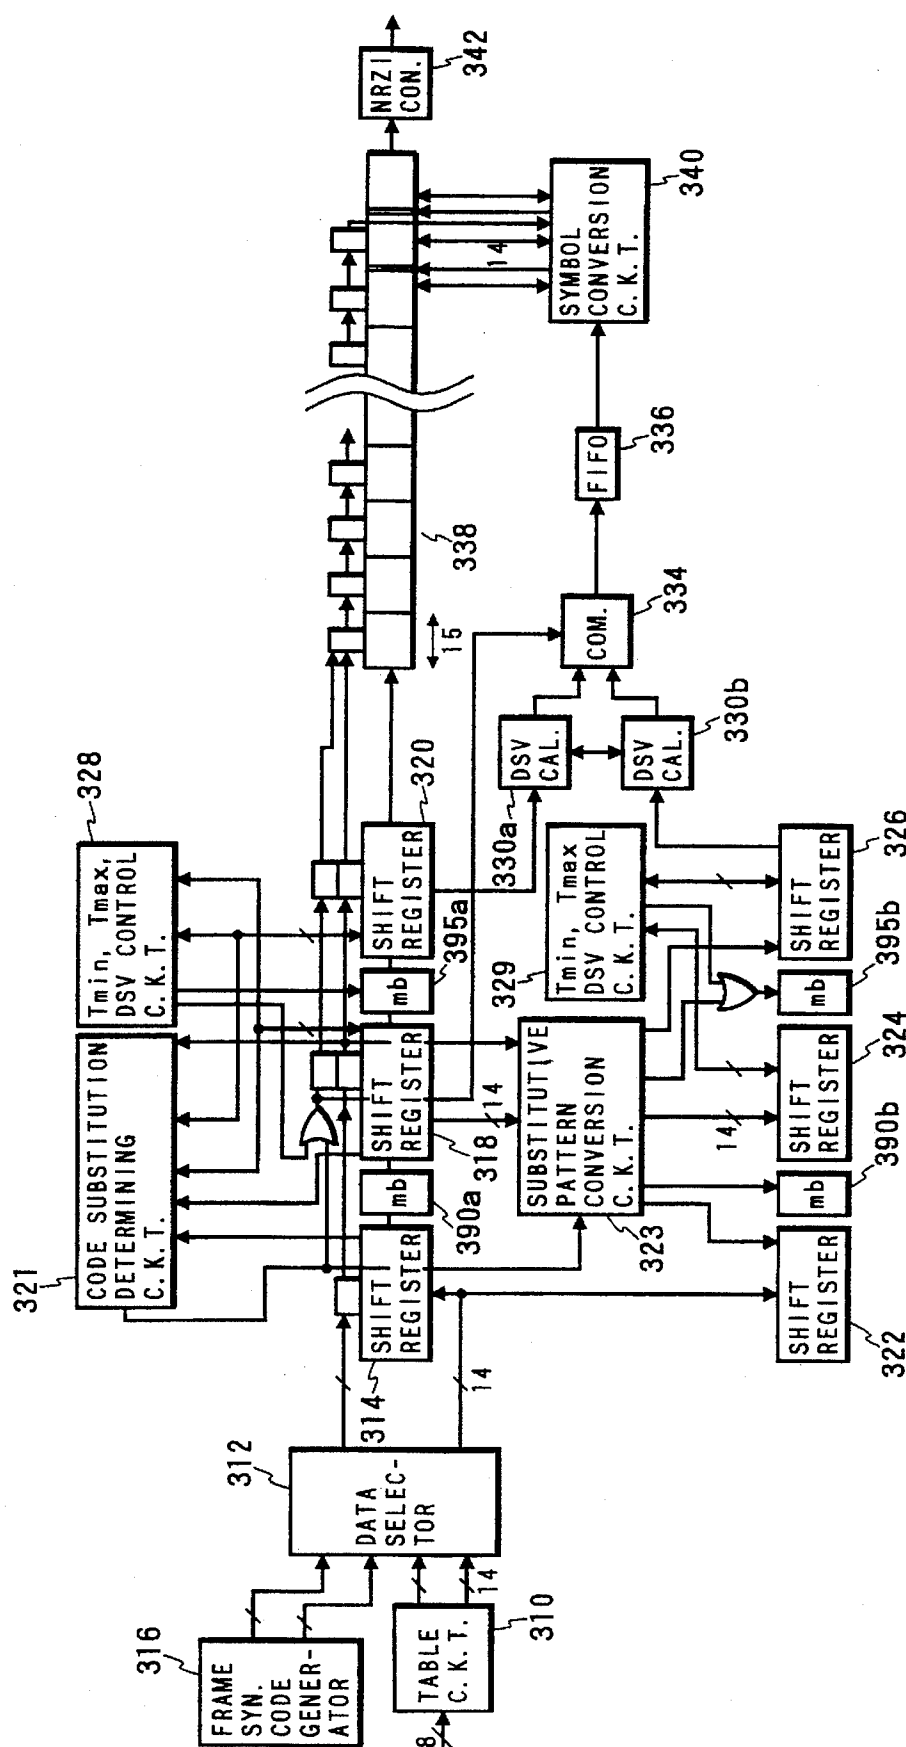 316
FRAME
SYN.
CODE
GENER-
ATOR
8
TABLE
C.K.T.
310
14
312
DATA
SELEC-
TOR
14
314
SHIFT
REGISTER
mb
390a
SHIFT
REGISTER
318
14
mb
395a
SHIFT
REGISTER
320
321
CODE SUBSTITUTION
DETERMINING
C.K.T.
328
Tmin, Tmax,
DSV CONTROL
C.K.T.
15
338
NRZI
CON.
342
SUBSTITUTIVE
PATTERN
CONVERSION
C.K.T.
323
329
Tmin, Tmax
DSV CONTROL
C.K.T.
330a
DSV
CAL.
DSV
CAL.
330b
COM.
334
FIFO
336
14
SYMBOL
CONVERSION
C.K.T.
340
SHIFT
REGISTER
322
mb
390b
14
SHIFT
REGISTER
324
mb
395b
SHIFT
REGISTER
326